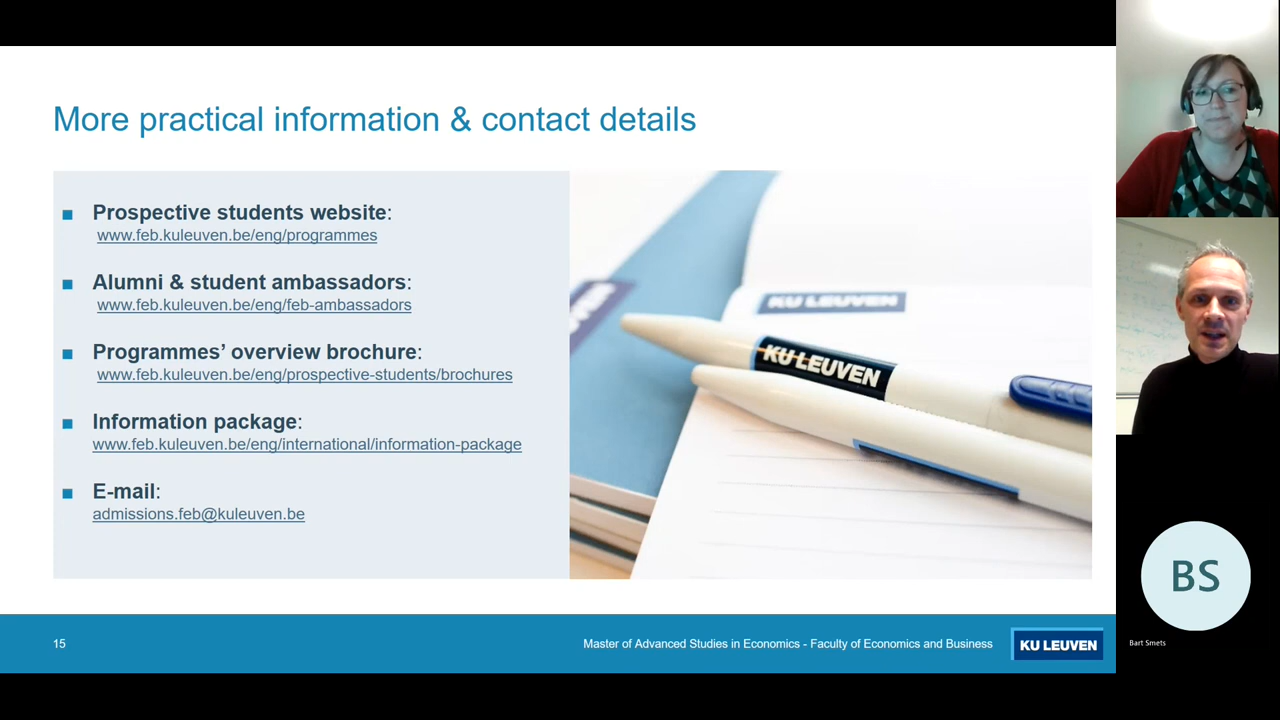 More practical information & contact details
■ Prospective students website:
www.feb.kuleuven.be/eng/programmes
■ Alumni & student ambassadors:
www.feb.kuleuven.be/eng/feb-ambassadors
■ Programmes’ overview brochure:
www.feb.kuleuven.be/eng/prospective-students/brochures
■ Information package:
www.feb.kuleuven.be/eng/international/information-package
■ E-mail:
admissions.feb@kuleuven.be
KU LEUVEN
KU LEUVEN
15
Master of Advanced Studies in Economics - Faculty of Economics and Business
KU LEUVEN
BS
Bart Smets